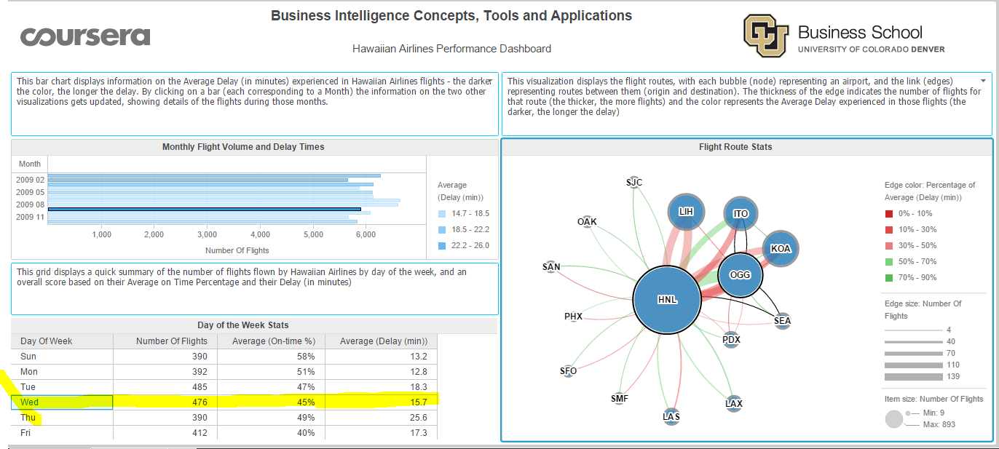 Business Intelligence Concepts, Tools and Applications
coursera
Hawaiian Airlines Performance Dashboard
CU
Business School
UNIVERSITY OF COLORADO DENVER
This bar chart displays information on the Average Delay (in minutes) experienced in Hawaiian Airlines flights - the darker
the color, the longer the delay. By clicking on a bar (each corresponding to a Month) the information on the two other
visualizations gets updated, showing details of the flights during those months.
This visualization displays the flight routes, with each bubble (node) representing an airport, and the link (edges)
representing routes between them (origin and destination). The thickness of the edge indicates the number of flights for
that route (the thicker, the more flights) and the color represents the Average Delay experienced in those flights (the
darker, the longer the delay)
Monthly Flight Volume and Delay Times
Month
2009 02
2009 05
2009 08
2009 11
1,000 2,000 3,000 4,000 5,000 6,000
Number Of Flights
Average
(Delay (min))
14.7 - 18.5
18.5 - 22.2
22.2 - 26.0
This grid displays a quick summary of the number of flights flown by Hawaiian Airlines by day of the week, and an
overall score based on their Average on Time Percentage and their Delay (in minutes)
Day of the Week Stats
Day Of Week Number Of Flights Average (On-time %) Average (Delay (min))
Sun 390 58% 13.2
Mon 392 51% 12.8
Tue 485 47% 18.3
Wed 476 45% 15.7
Thu 390 49% 25.6
Fri 412 40% 17.3
Flight Route Stats
SJC
LIH
ITO
OAK
KOA
SAN
OGG
HNL
PHX
SEA
PDX
SFO
SMF
LAX
LAS
Edge color: Percentage of
Average (Delay (min))
0% - 10%
10% - 30%
30% - 50%
50% - 70%
70% - 90%
Edge size: Number Of
Flights
4
40
70
110
139
Item size: Number Of Flights
Min: 9
Max: 893